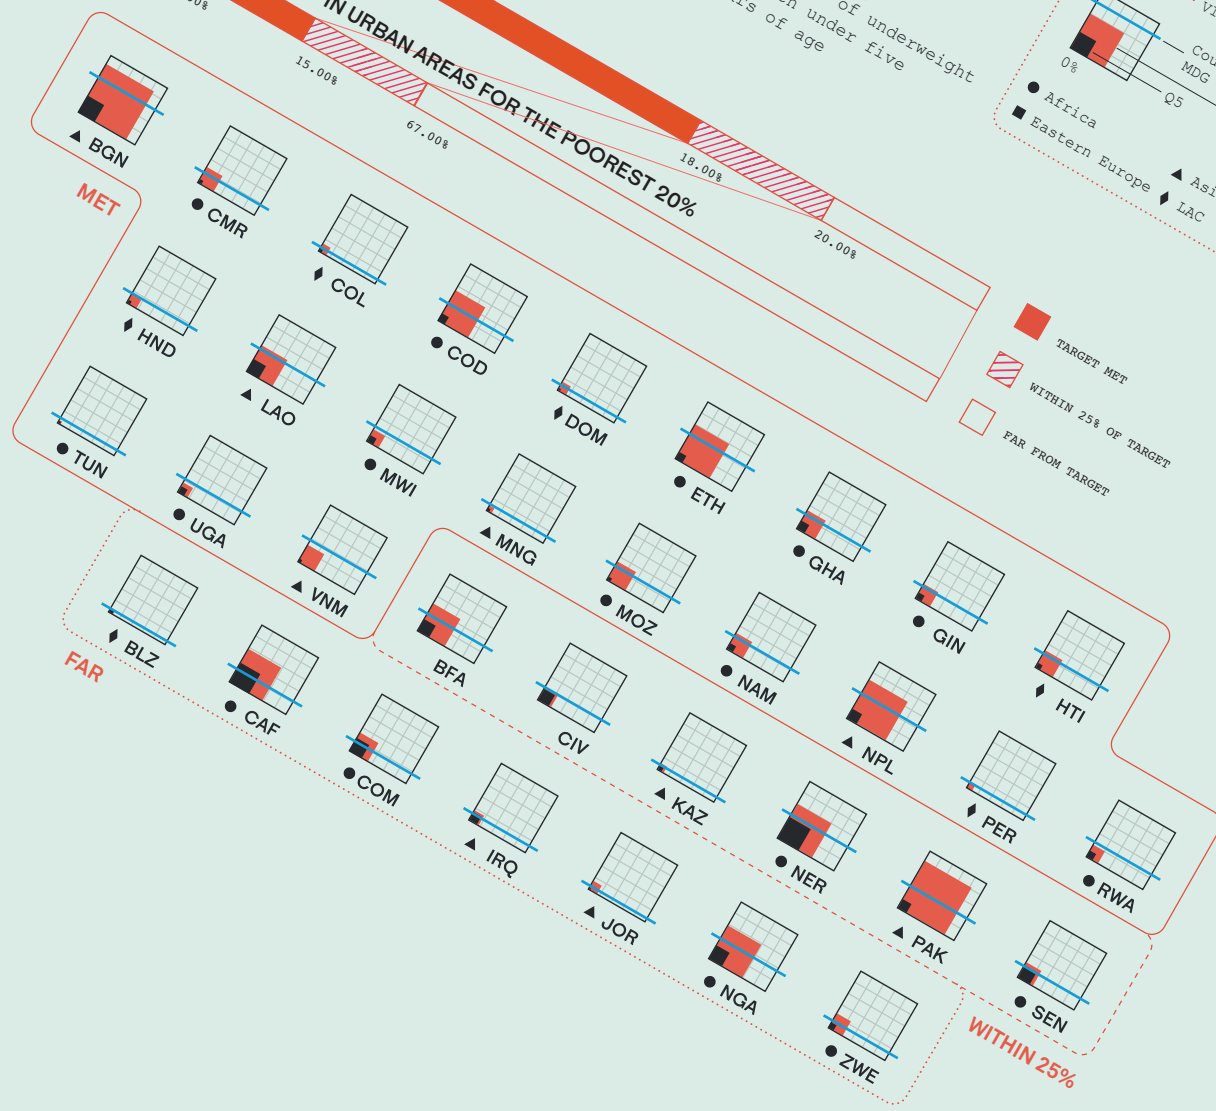 IN URBAN AREAS FOR THE POOREST 20%
15.00%
67.00%
18.00%
20.00%
of underweight
under five
of age
0%
Q5
MDG
Africa
Eastern Europe
LAC
TARGET MET
WITHIN 25% OF TARGET
FAR FROM TARGET
MET
BGN
CMR
COL
COD
DOM
ETH
GHA
GIN
HTI
HND
LAO
MWI
MNG
MOZ
NAM
NPL
PER
RWA
TUN
UGA
VNM
BFA
CIV
KAZ
NER
PAK
SEN
WITHIN 25%
FAR
BLZ
CAF
COM
IRQ
JOR
NGA
ZWE